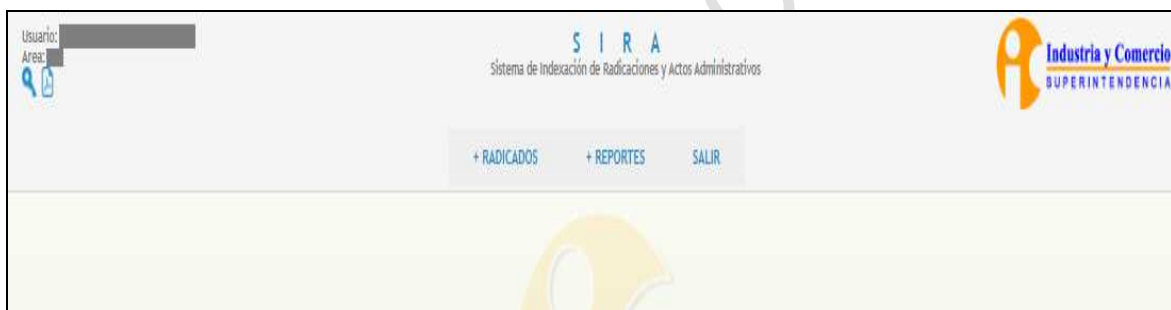 Usuario:
Area:
S I R A
Sistema de Indexación de Radicaciones y Actos Administrativos
Industria y Comercio
SUPERINTENDENCIA
+ RADICADOS + REPORTES SALIR